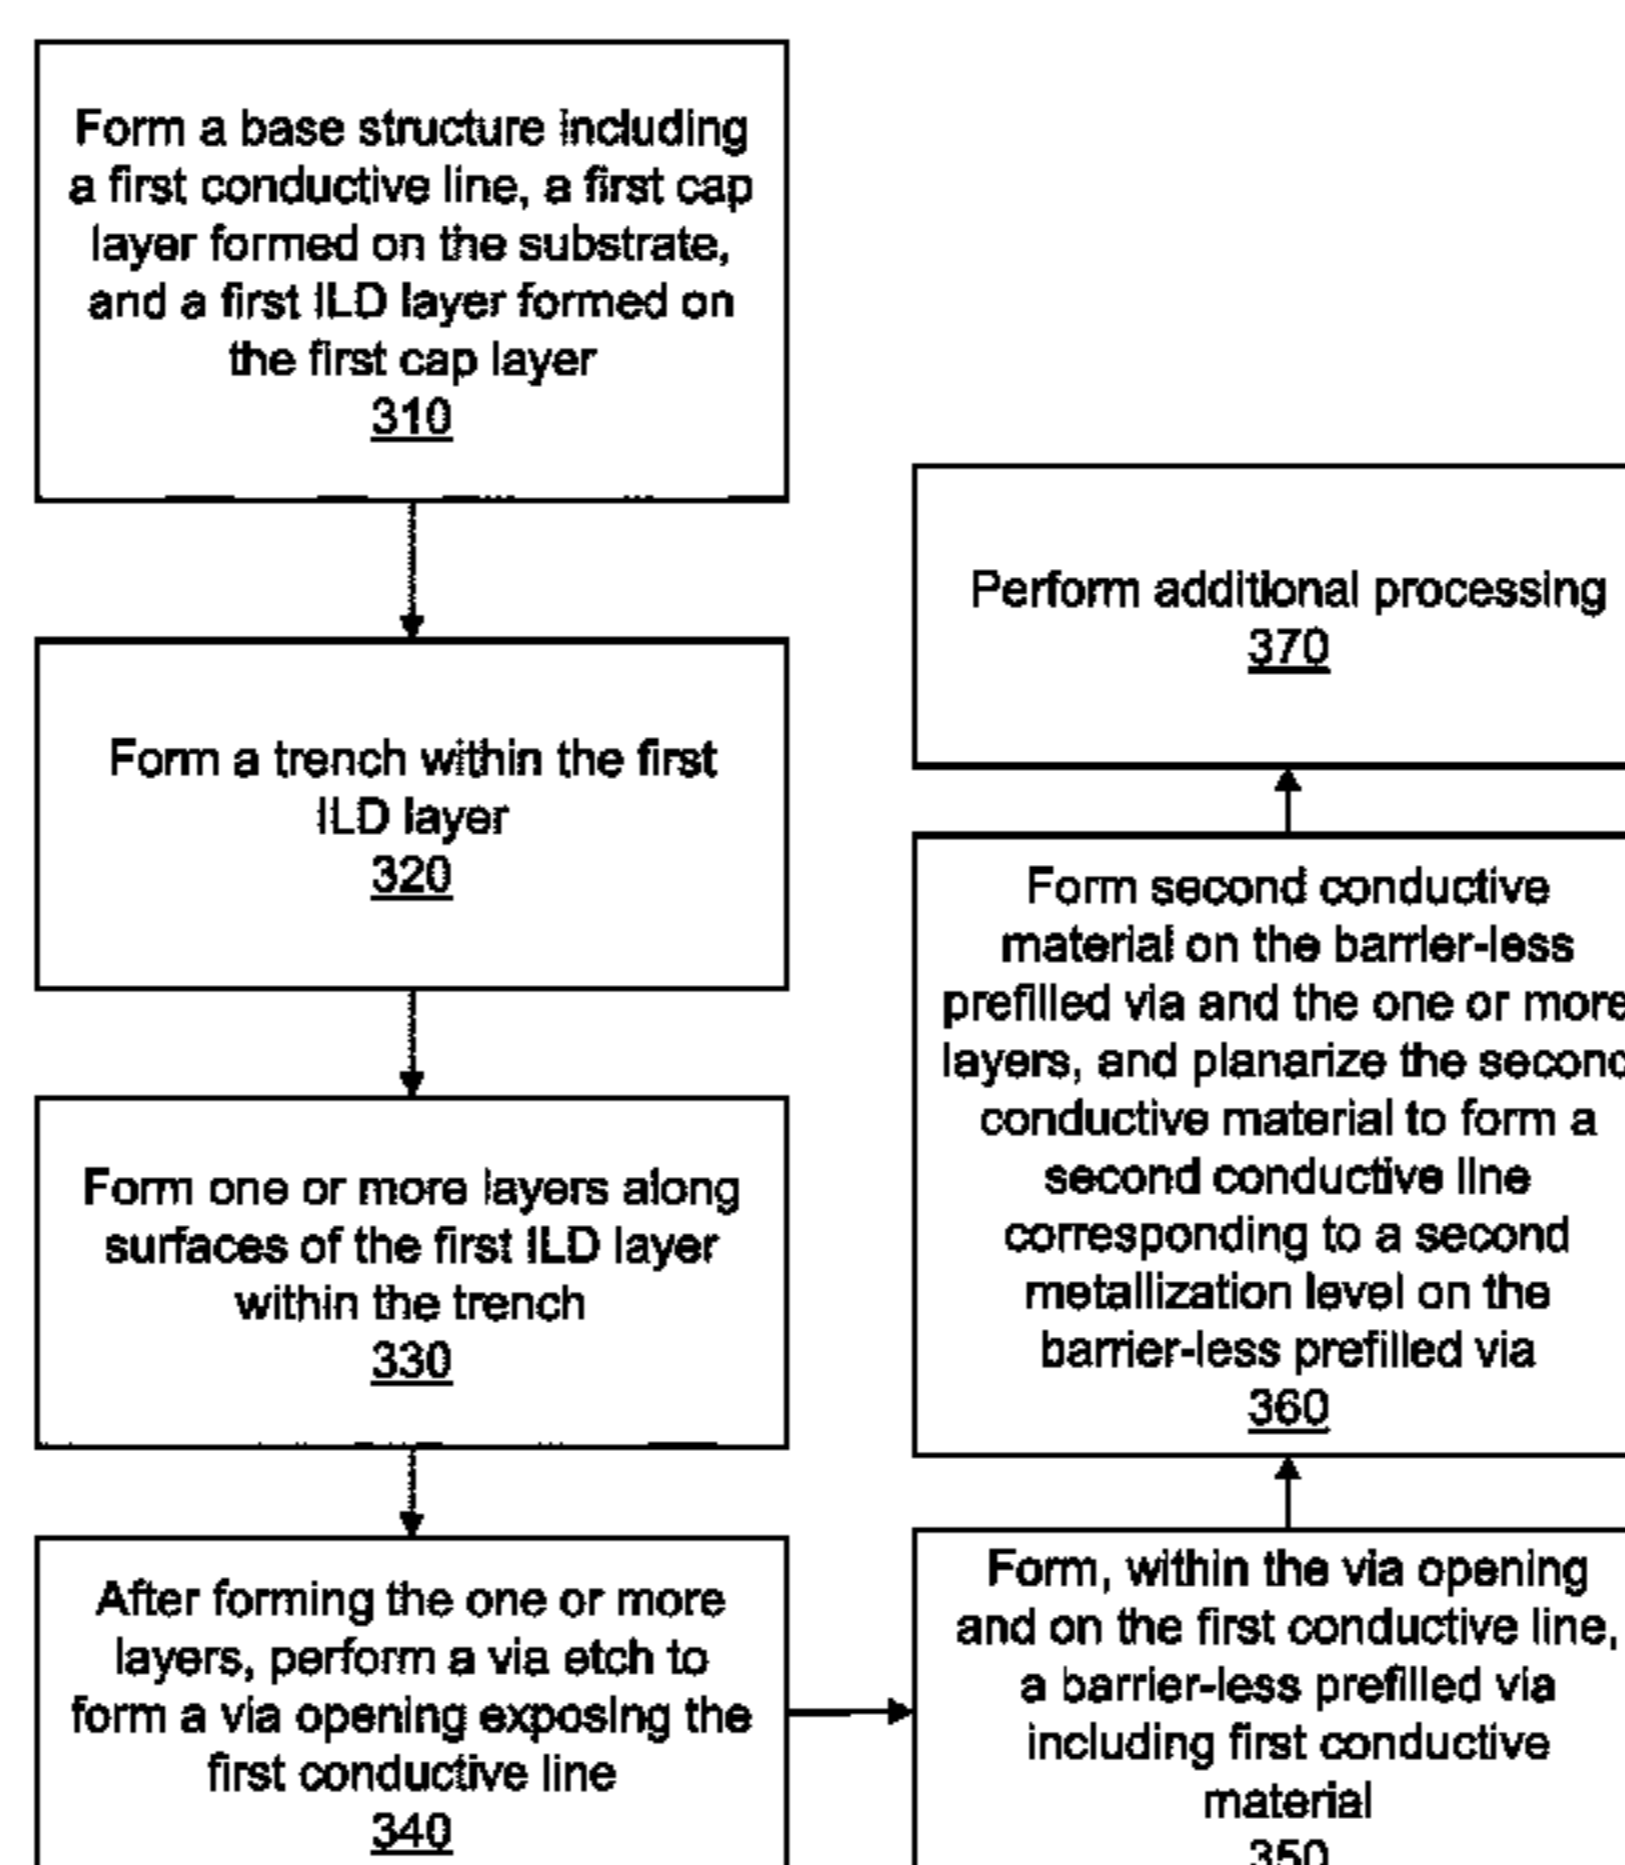 Form a base structure including
a first conductive line, a first cap
layer formed on the substrate,
and a first ILD layer formed on
the first cap layer
310
Form a trench within the first
ILD layer
320
Form one or more layers along
surfaces of the first ILD layer
within the trench
330
After forming the one or more
layers, perform a via etch to
form a via opening exposing the
first conductive line
340
Form, within the via opening
and on the first conductive line,
a barrier-less prefilled via
including first conductive
material
350
Form second conductive
material on the barrier-less
prefilled via and the one or more
layers, and planarize the second
conductive material to form a
second conductive line
corresponding to a second
metallization level on the
barrier-less prefilled via
360
Perform additional processing
370